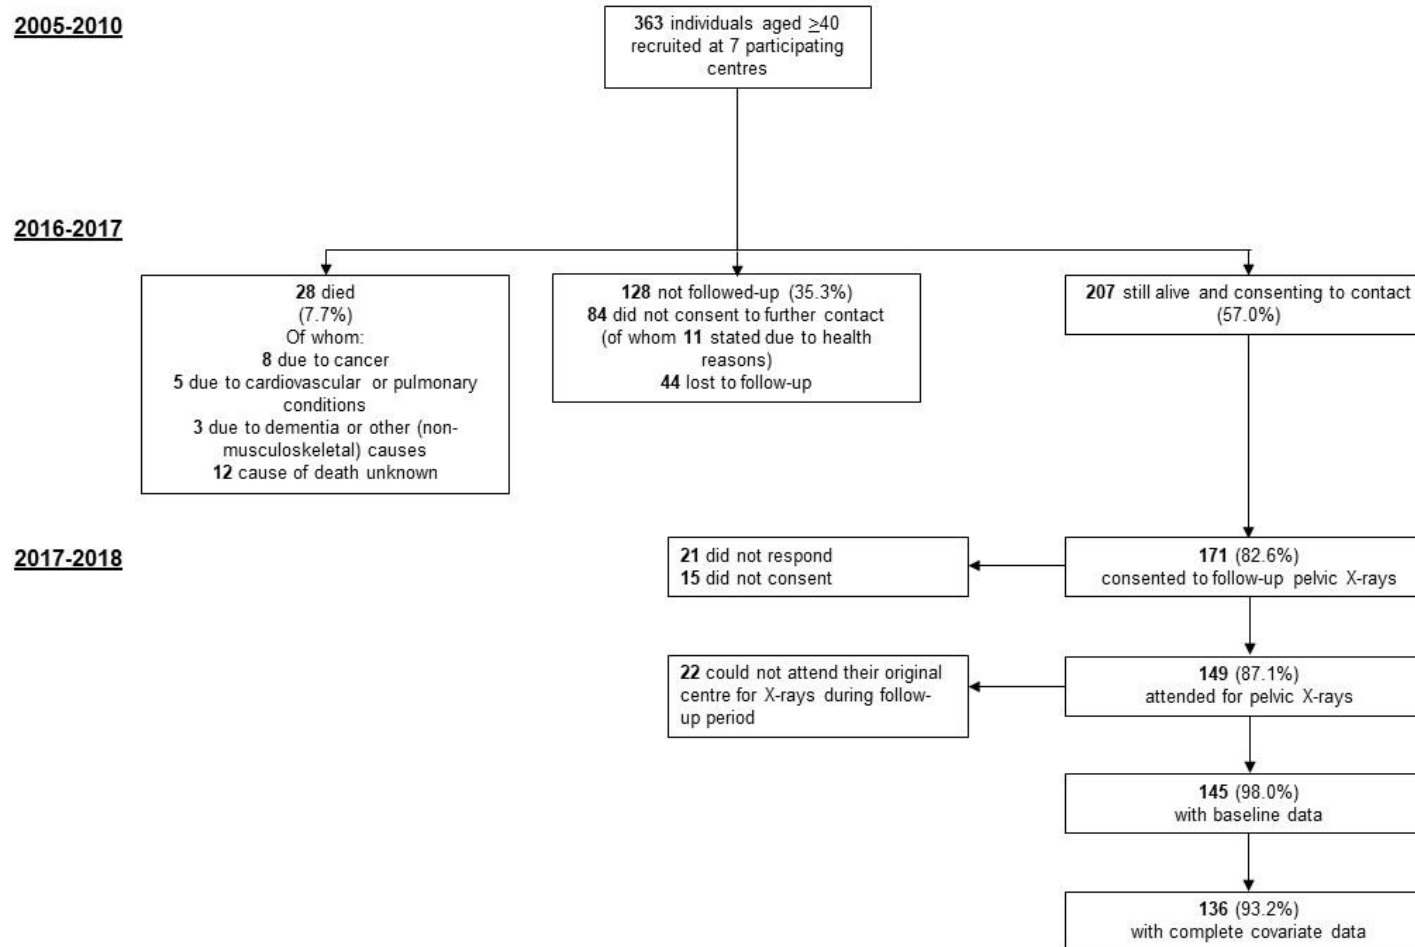 2005-2010
363 individuals aged ≥40
recruited at 7 participating
centres
2016-2017
28 died
(7.7%)
Of whom:
8 due to cancer
5 due to cardiovascular or pulmonary
conditions
3 due to dementia or other (non-
musculoskeletal) causes
12 cause of death unknown
128 not followed-up (35.3%)
84 did not consent to further contact
(of whom 11 stated due to health
reasons)
44 lost to follow-up
207 still alive and consenting to contact
(57.0%)
2017-2018
21 did not respond
15 did not consent
171 (82.6%)
consented to follow-up pelvic X-rays
22 could not attend their original
centre for X-rays during follow-
up period
149 (87.1%)
attended for pelvic X-rays
145 (98.0%)
with baseline data
136 (93.2%)
with complete covariate data